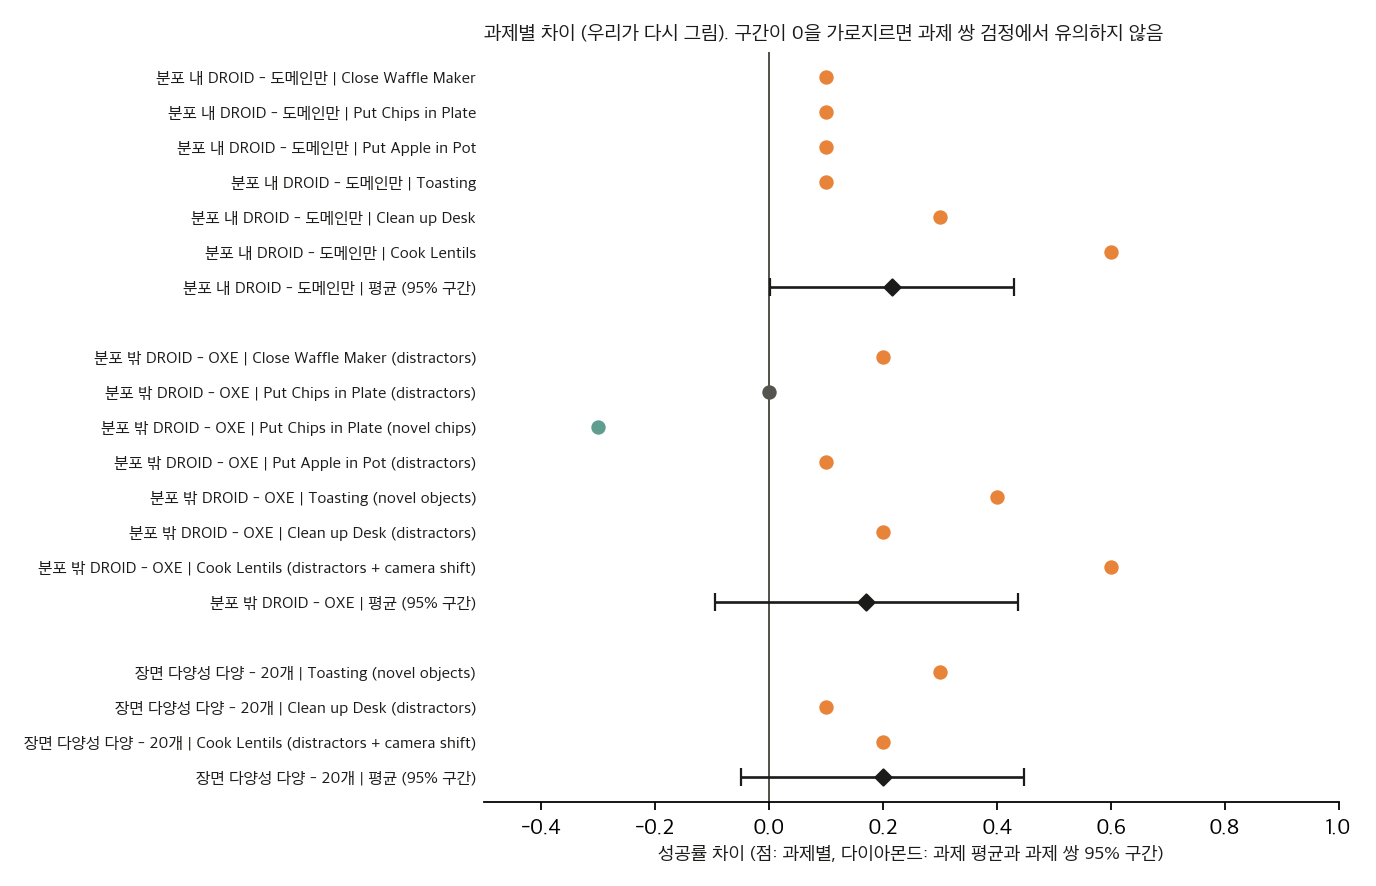 과제별 차이 (우리가 다시 그림). 구간이 0을 가로지르면 과제 쌍 검정에서 유의하지 않음
분포 내 DROID - 도메인만 | Close Waffle Maker
분포 내 DROID - 도메인만 | Put Chips in Plate
분포 내 DROID - 도메인만 | Put Apple in Pot
분포 내 DROID - 도메인만 | Toasting
분포 내 DROID - 도메인만 | Clean up Desk
분포 내 DROID - 도메인만 | Cook Lentils
분포 내 DROID - 도메인만 | 평균 (95% 구간)
분포 밖 DROID - OXE | Close Waffle Maker (distractors)
분포 밖 DROID - OXE | Put Chips in Plate (distractors)
분포 밖 DROID - OXE | Put Chips in Plate (novel chips)
분포 밖 DROID - OXE | Put Apple in Pot (distractors)
분포 밖 DROID - OXE | Toasting (novel objects)
분포 밖 DROID - OXE | Clean up Desk (distractors)
분포 밖 DROID - OXE | Cook Lentils (distractors + camera shift)
분포 밖 DROID - OXE | 평균 (95% 구간)
장면 다양성 다양 - 20개 | Toasting (novel objects)
장면 다양성 다양 - 20개 | Clean up Desk (distractors)
장면 다양성 다양 - 20개 | Cook Lentils (distractors + camera shift)
장면 다양성 다양 - 20개 | 평균 (95% 구간)
-0.4 -0.2 0.0 0.2 0.4 0.6 0.8 1.0
성공률 차이 (점: 과제별, 다이아몬드: 과제 평균과 과제 쌍 95% 구간)